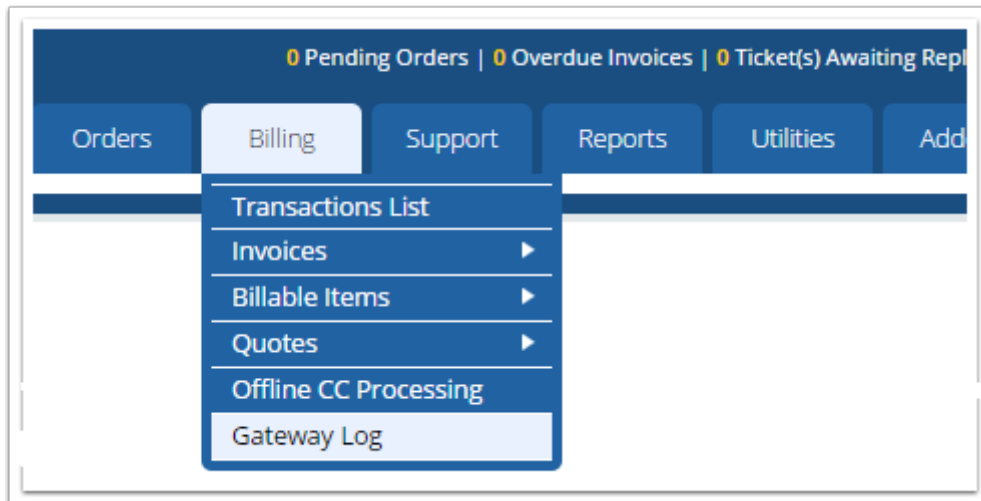 0 Pending Orders | 0 Overdue Invoices | 0 Ticket(s) Awaiting Repl
Orders Billing Support Reports Utilities Add
Transactions List
Invoices
Billable Items
Quotes
Offline CC Processing
Gateway Log